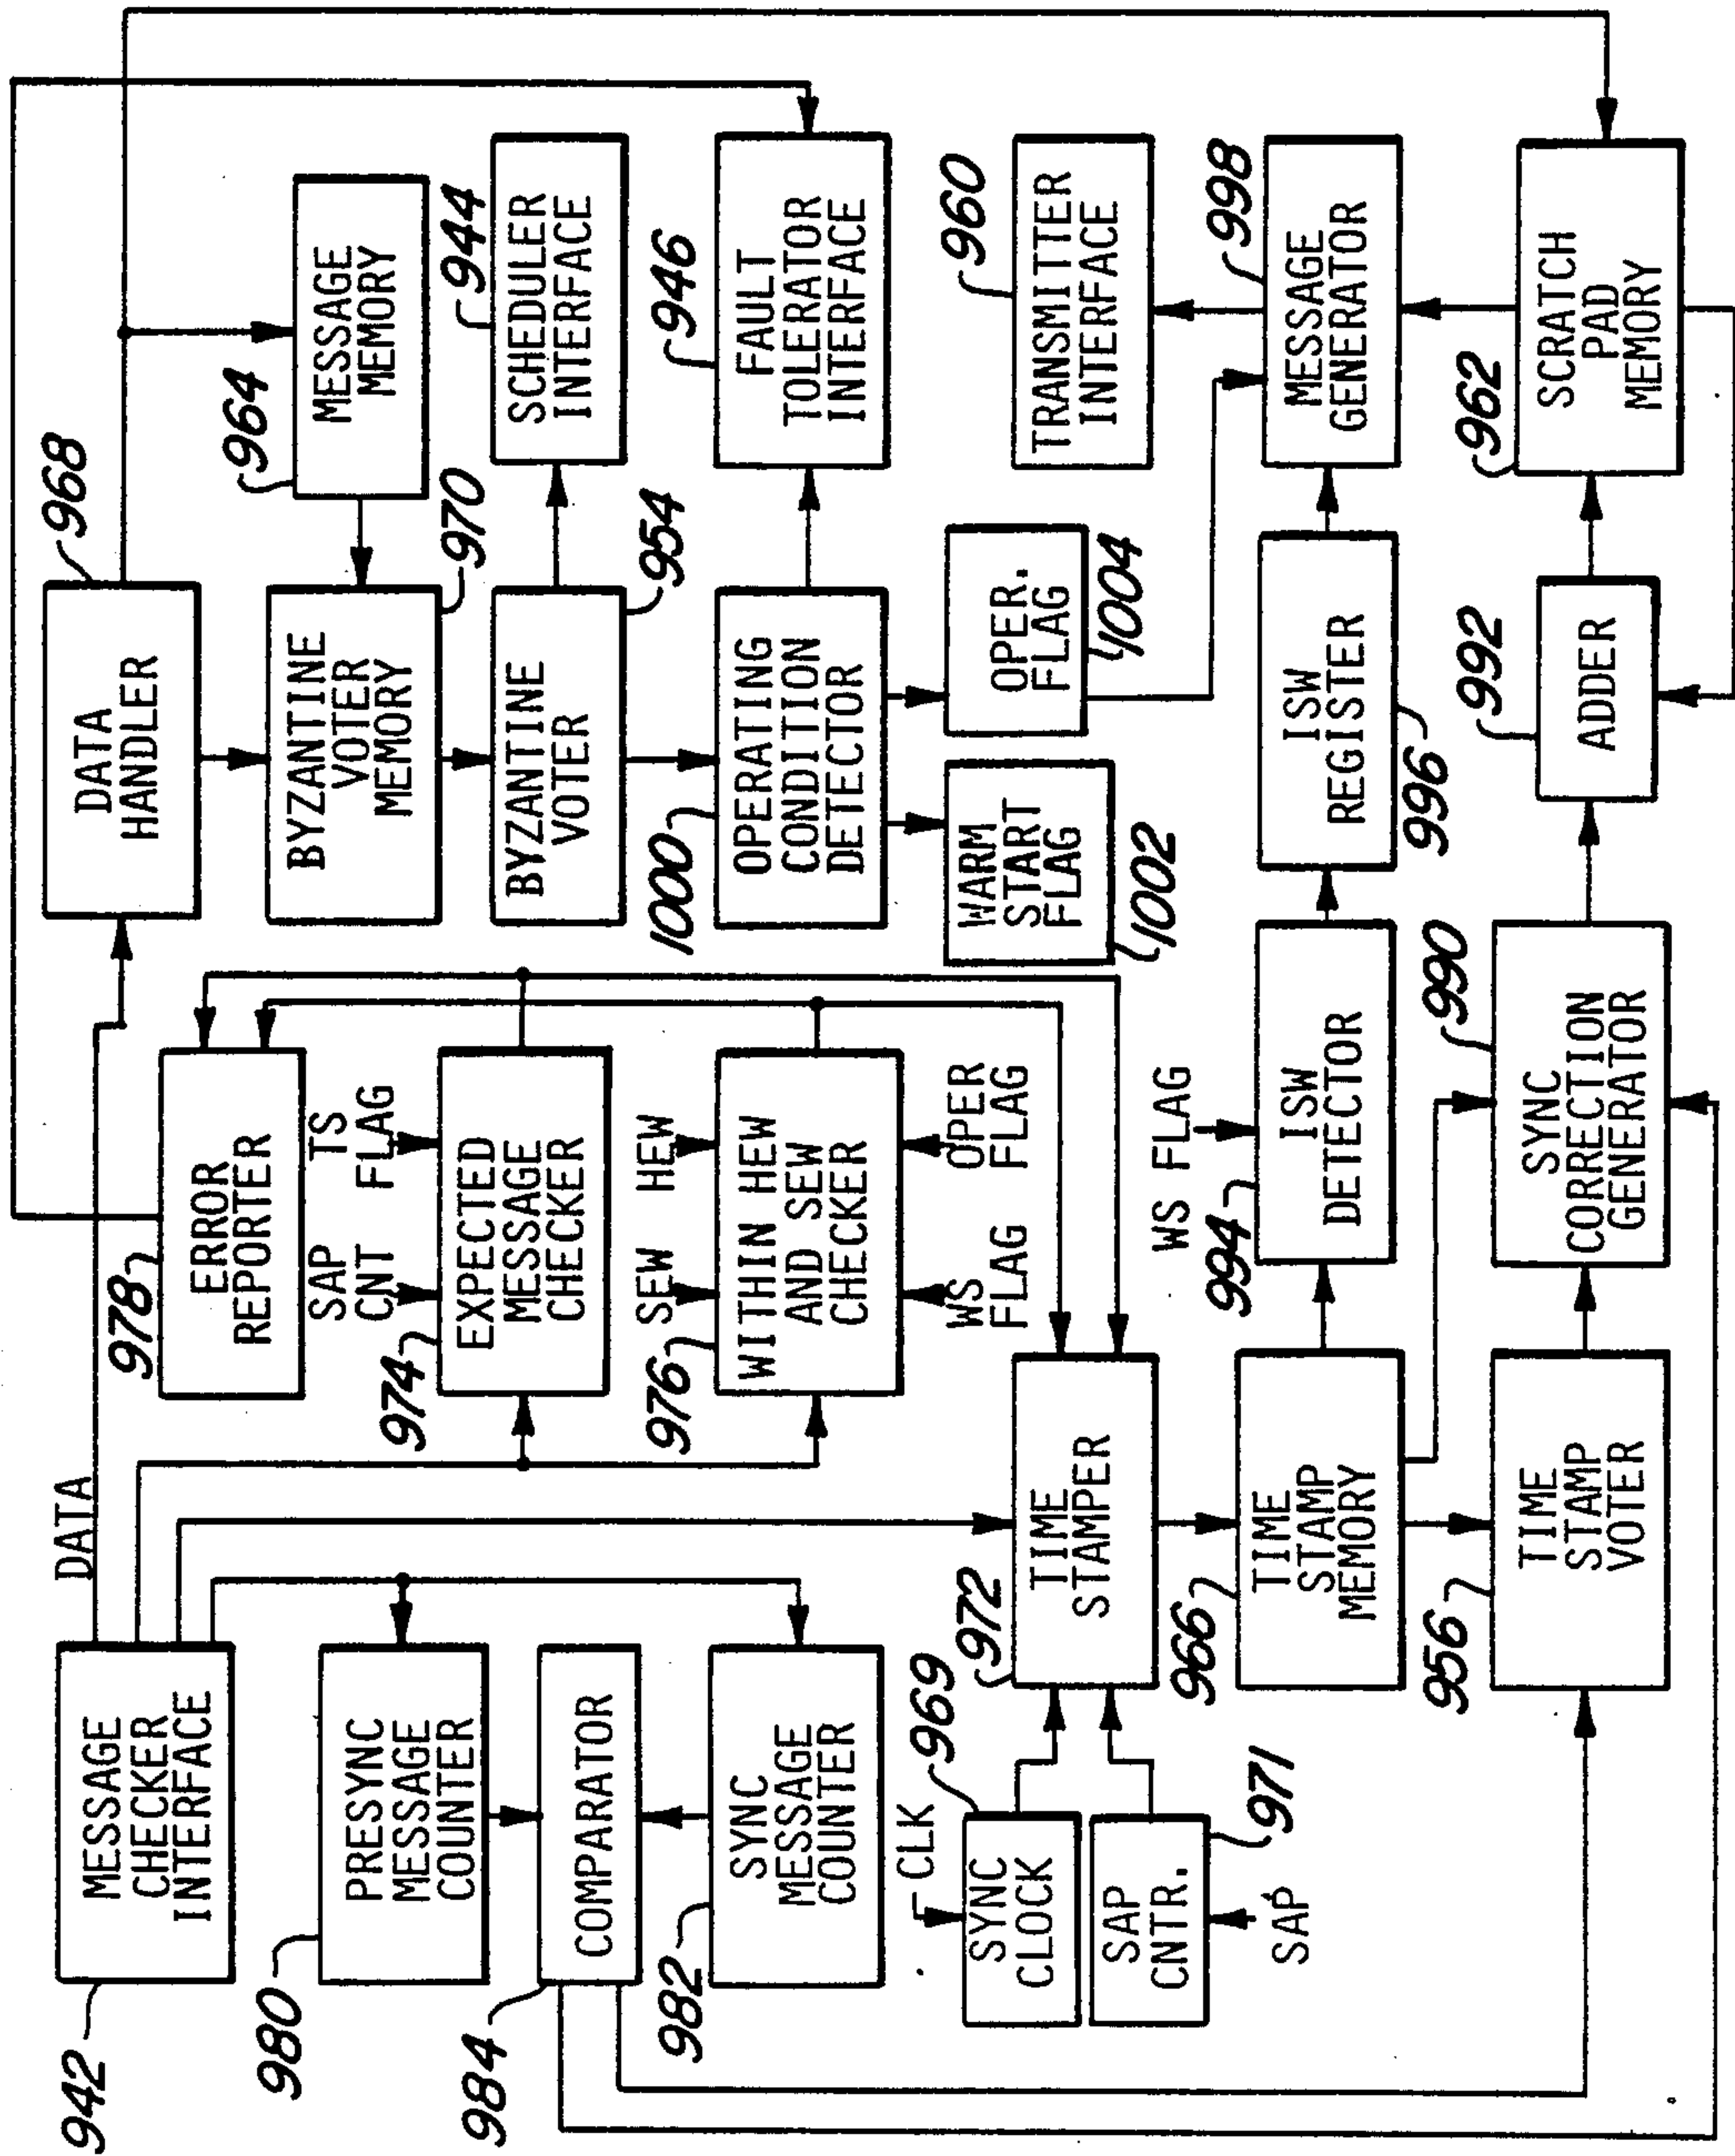 942
MESSAGE
CHECKER
INTERFACE
DATA
978
ERROR
REPORTER
968
DATA
HANDLER
964
MESSAGE
MEMORY
980
PRESYNC
MESSAGE
COUNTER
SAP
CNT
TS
FLAG
974
EXPECTED
MESSAGE
CHECKER
BYZANTINE
VOTER
MEMORY
970
944
SCHEDULER
INTERFACE
984
COMPARATOR
BYZANTINE
VOTER
954
982
SYNC
MESSAGE
COUNTER
SEW
HEW
976
WITHIN HEW
AND SEW
CHECKER
WS
FLAG
OPER
FLAG
1000
OPERATING
CONDITION
DETECTOR
946
FAULT
TOLERATOR
INTERFACE
CLK
969
SYNC
CLOCK
SAP
CNTR.
971
SAP
972
TIME
STAMPER
WARM
START
FLAG
1002
OPER.
FLAG
1004
960
TRANSMITTER
INTERFACE
966
TIME
STAMP
MEMORY
WS FLAG
994
ISW
DETECTOR
ISW
REGISTER
996
MESSAGE
GENERATOR
998
956
TIME
STAMP
VOTER
990
SYNC
CORRECTION
GENERATOR
992
ADDER
962
SCRATCH
PAD
MEMORY